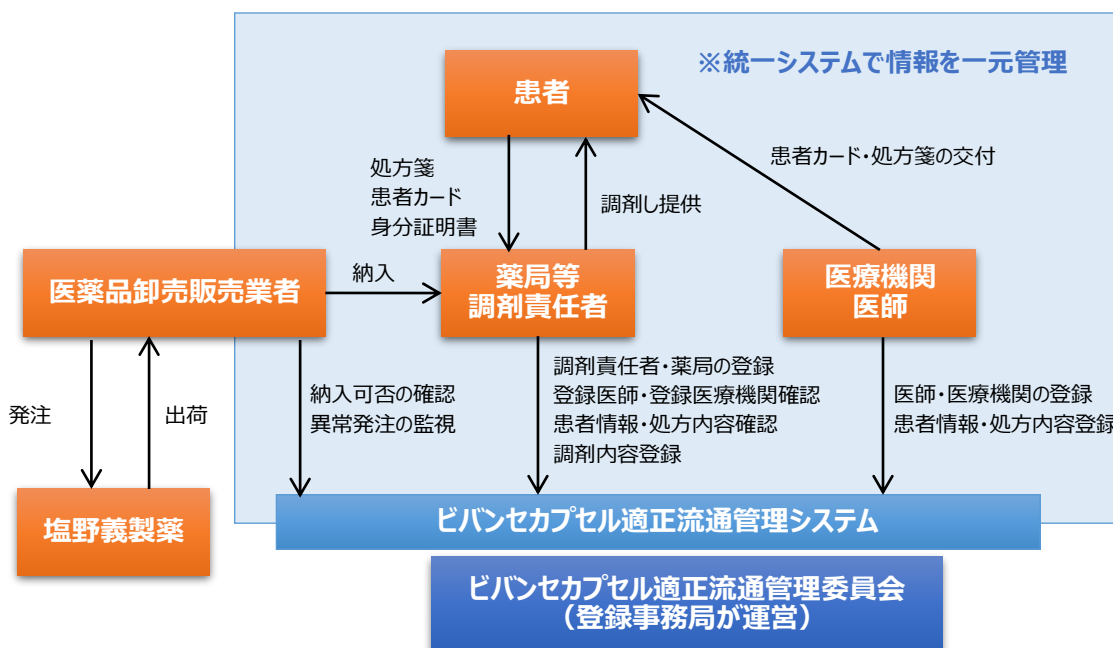 ※統一システムで情報を一元管理
患者
患者カード・処方箋の交付
処方箋
患者カード
身分証明書
調剤し提供
医薬品卸売販売業者
納入
薬局等
調剤責任者
医療機関
医師
発注
出荷
納入可否の確認
異常発注の監視
調剤責任者・薬局の登録
登録医師・登録医療機関確認
患者情報・処方内容確認
調剤内容登録
医師・医療機関の登録
患者情報・処方内容登録
塩野義製薬
ビバンセカプセル適正流通管理システム
ビバンセカプセル適正流通管理委員会
（登録事務局が運営）